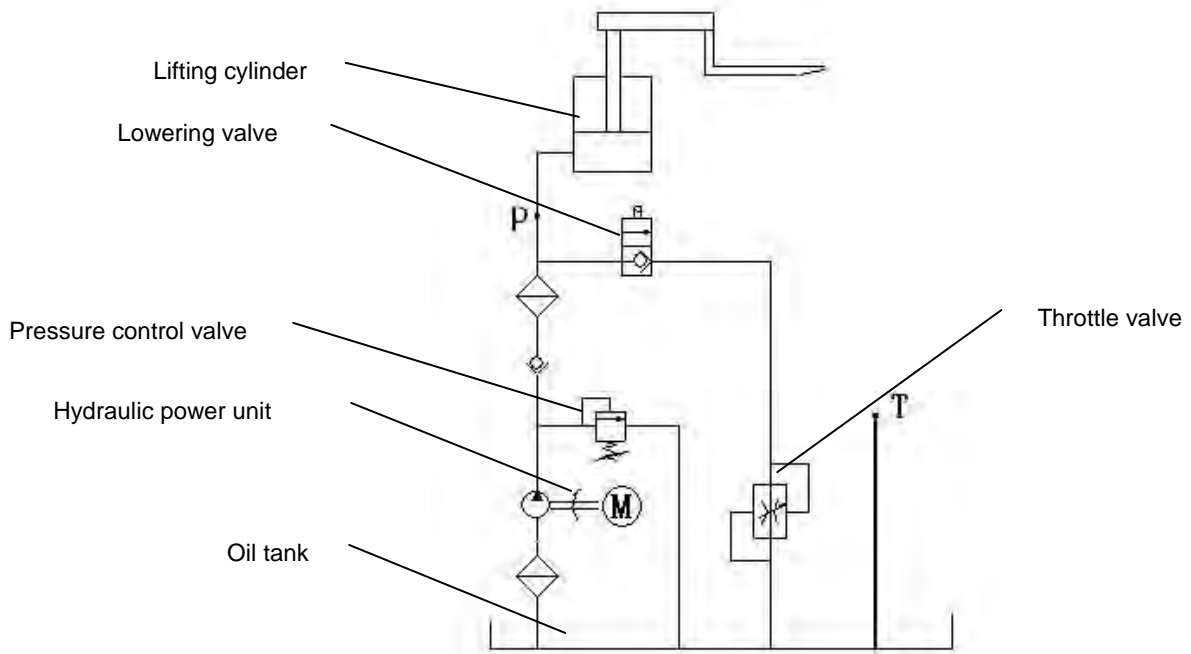 Lifting cylinder
Lowering valve
P
Pressure control valve
Throttle valve
Hydraulic power unit
T
M
Oil tank